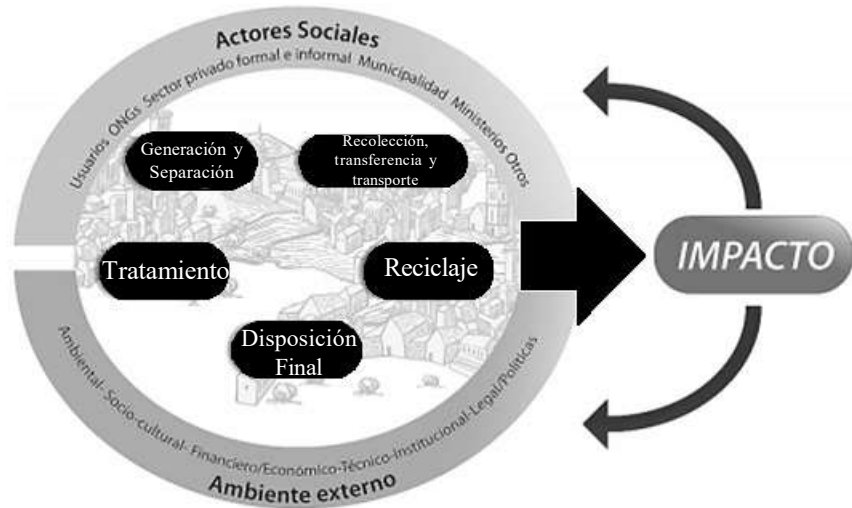 Actores Sociales
Usuarios ONGs Sector privado formal e informal Municipalidad Ministerios Otros
Generación y
Separación
Recolección,
transferencia y
transporte
Tratamiento
Reciclaje
IMPACTO
Disposición
Final
Ambiental- Socio-cultural- Financiero/Económico-Técnico-Institucional-Legal/Políticas
Ambiente externo